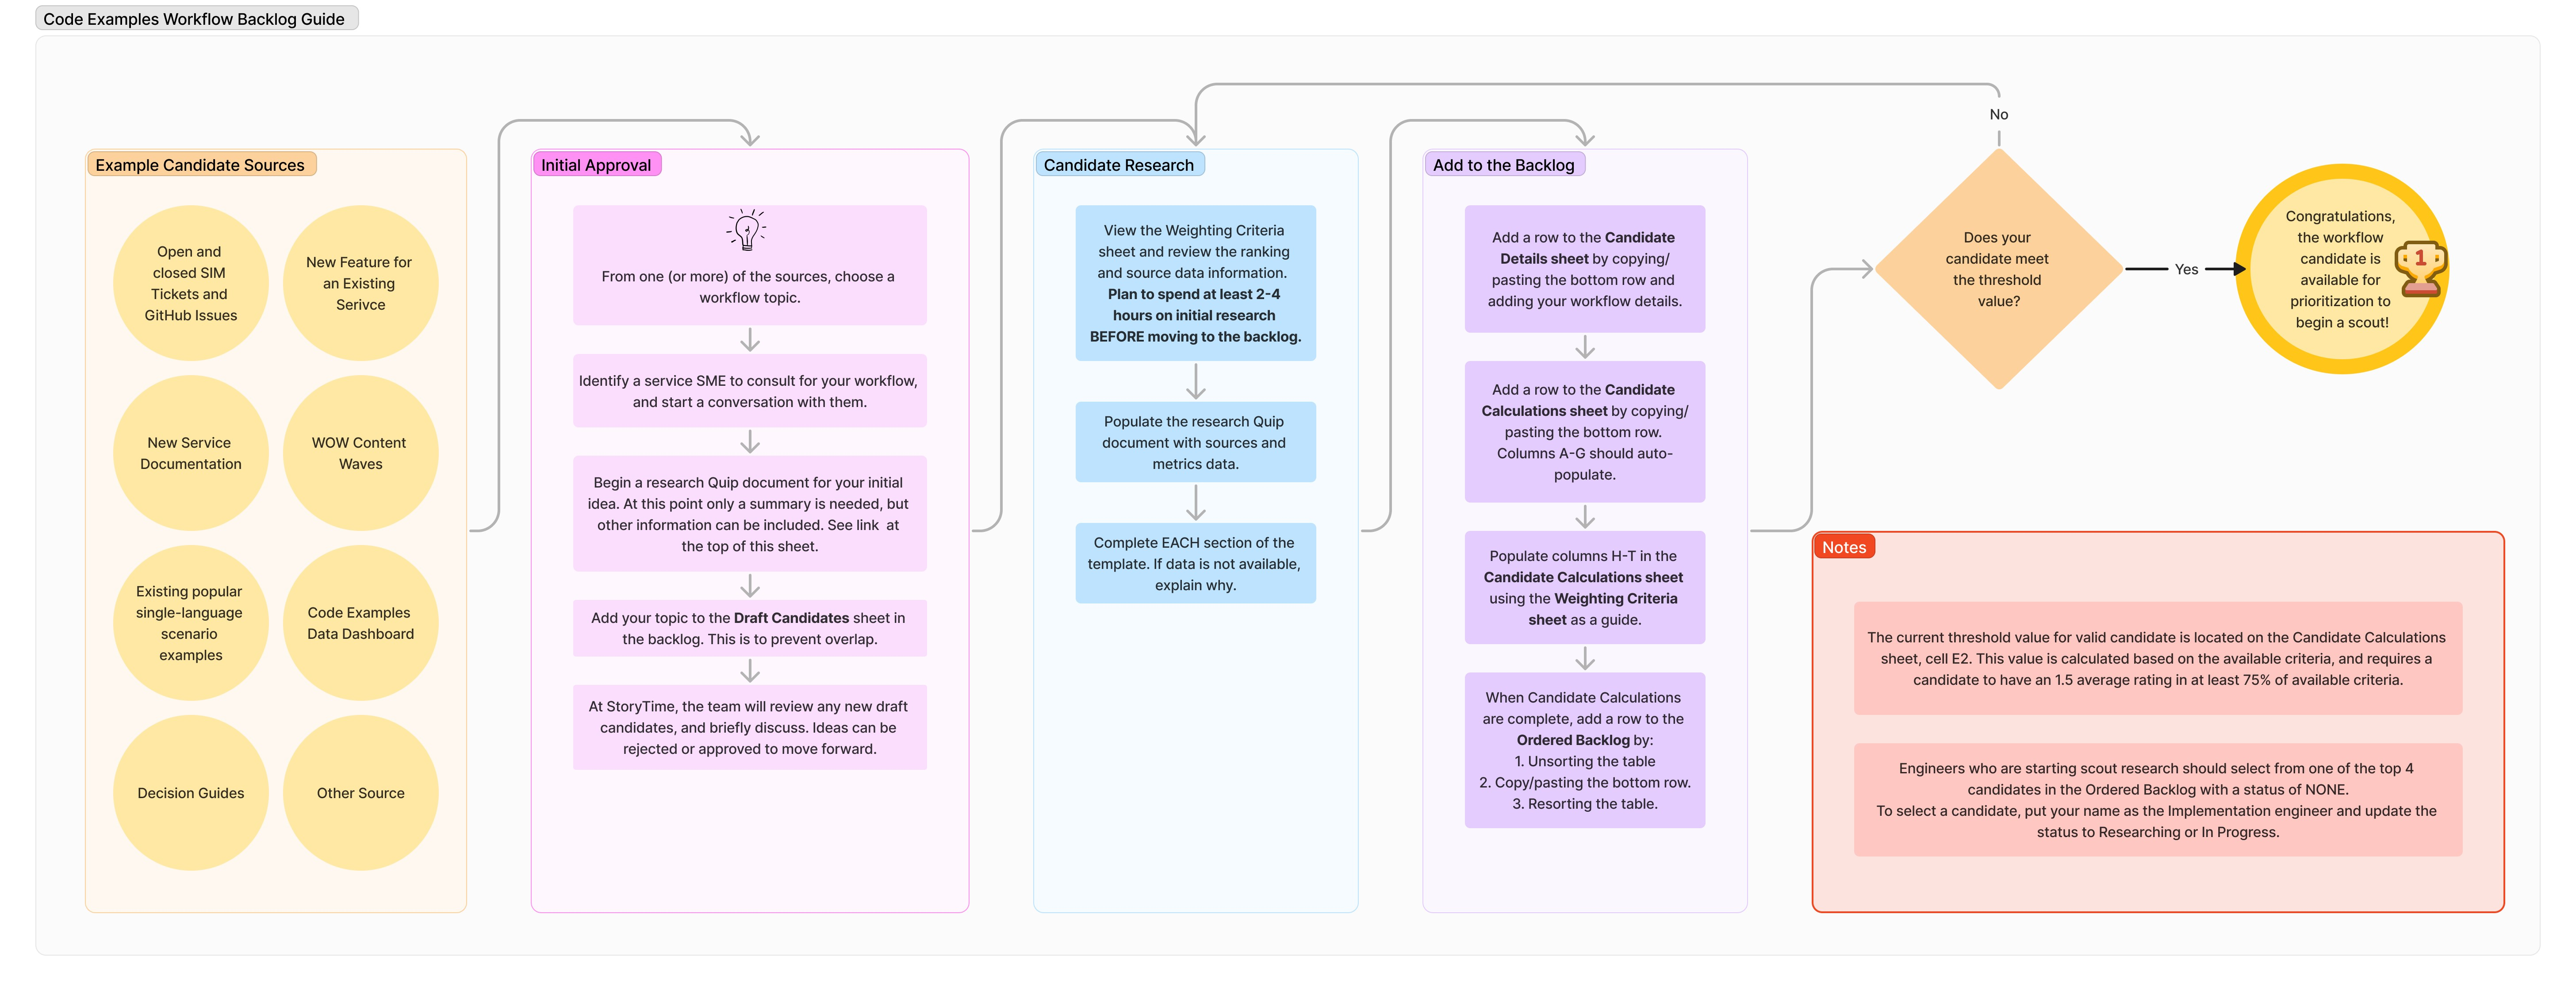 Code Examples Workflow Backlog Guide
Example Candidate Sources
Open and
closed SIM
Tickets and
GitHub Issues
New Feature for
an Existing
Serivce
New Service
Documentation
WOW Content
Waves
Existing popular
single-language
scenario
examples
Code Examples
Data Dashboard
Decision Guides
Other Source
Initial Approval
From one (or more) of the sources, choose a
workflow topic.
Identify a service SME to consult for your workflow,
and start a conversation with them.
Begin a research Quip document for your initial
idea. At this point only a summary is needed, but
other information can be included. See link  at
the top of this sheet.
Add your topic to the Draft Candidates sheet in
the backlog. This is to prevent overlap.
At StoryTime, the team will review any new draft
candidates, and briefly discuss. Ideas can be
rejected or approved to move forward.
Candidate Research
View the Weighting Criteria
sheet and review the ranking
and source data information.
Plan to spend at least 2-4
hours on initial research
BEFORE moving to the backlog.
Populate the research Quip
document with sources and
metrics data.
Complete EACH section of the
template. If data is not available,
explain why.
Add to the Backlog
Add a row to the Candidate
Details sheet by copying/
pasting the bottom row and
adding your workflow details.
Add a row to the Candidate
Calculations sheet by copying/
pasting the bottom row.
Columns A-G should auto-
populate.
Populate columns H-T in the
Candidate Calculations sheet
using the Weighting Criteria
sheet as a guide.
When Candidate Calculations
are complete, add a row to the
Ordered Backlog by:
1. Unsorting the table
2. Copy/pasting the bottom row.
3. Resorting the table.
No
Does your
candidate meet
the threshold
value?
Yes
Congratulations,
the workflow
candidate is
available for
prioritization to
begin a scout!
1
Notes
The current threshold value for valid candidate is located on the Candidate Calculations
sheet, cell E2. This value is calculated based on the available criteria, and requires a
candidate to have an 1.5 average rating in at least 75% of available criteria.
Engineers who are starting scout research should select from one of the top 4
candidates in the Ordered Backlog with a status of NONE.
To select a candidate, put your name as the Implementation engineer and update the
status to Researching or In Progress.